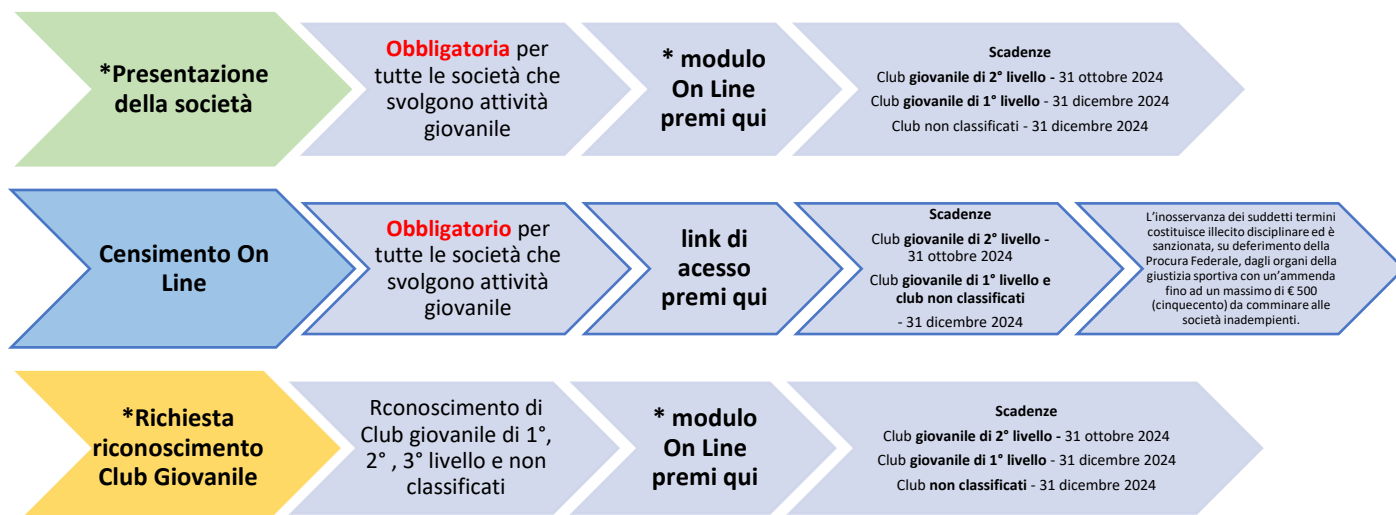 *Presentazione
della società
Obbligatoria per
tutte le società che
svolgono attività
giovanile
* modulo
On Line
premi qui
Scadenze
Club giovanile di 2° livello - 31 ottobre 2024
Club giovanile di 1° livello - 31 dicembre 2024
Club non classificati - 31 dicembre 2024
Censimento On
Line
Obbligatorio per
tutte le società che
svolgono attività
giovanile
link di
acesso
premi qui
Scadenze
Club giovanile di 2° livello -
31 ottobre 2024
Club giovanile di 1° livello e
club non classificati
- 31 dicembre 2024
L'inosservanza dei suddetti termini
costituisce illecito disciplinare ed è
sanzionata, su deferimento della
Procura Federale, dagli organi della
giustizia sportiva con un'ammenda
fino ad un massimo di € 500
(cinquecento) da comminare alle
società inadempienti.
*Richiesta
riconoscimento
Club Giovanile
Rconoscimento di
Club giovanile di 1°,
2° , 3° livello e non
classificati
* modulo
On Line
premi qui
Scadenze
Club giovanile di 2° livello - 31 ottobre 2024
Club giovanile di 1° livello - 31 dicembre 2024
Club non classificati - 31 dicembre 2024